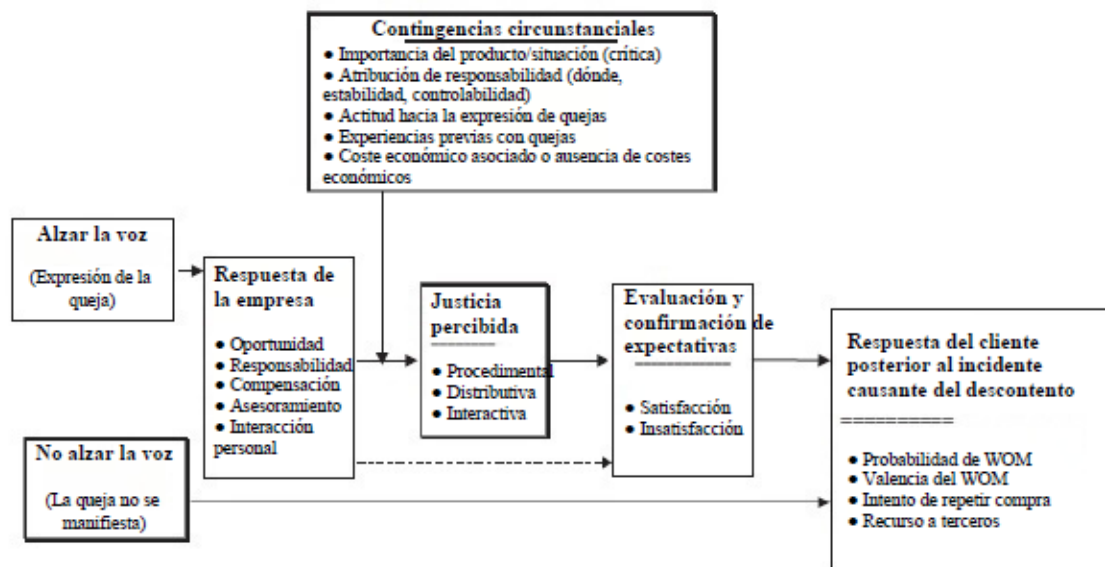 Contingencias circunstanciales
● Importancia del producto/situación (crítica)
● Atribución de responsabilidad (dónde,
estabilidad, controlabilidad)
● Actitud hacia la expresión de quejas
● Experiencias previas con quejas
● Coste económico asociado o ausencia de costes
económicos
Alzar la voz
(Expresión de la
queja)
Respuesta de
la empresa
● Oportunidad
● Responsabilidad
● Compensación
● Asesoramiento
● Interacción
personal
Justicia
percibida
● Procedimental
● Distributiva
● Interactiva
Evaluación y
confirmación de
expectativas
● Satisfacción
● Insatisfacción
Respuesta del cliente
posterior al incidente
causante del descontento
● Probabilidad de WOM
● Valencia del WOM
● Intento de repetir compra
● Recurso a terceros
No alzar la voz
(La queja no se
manifiesta)